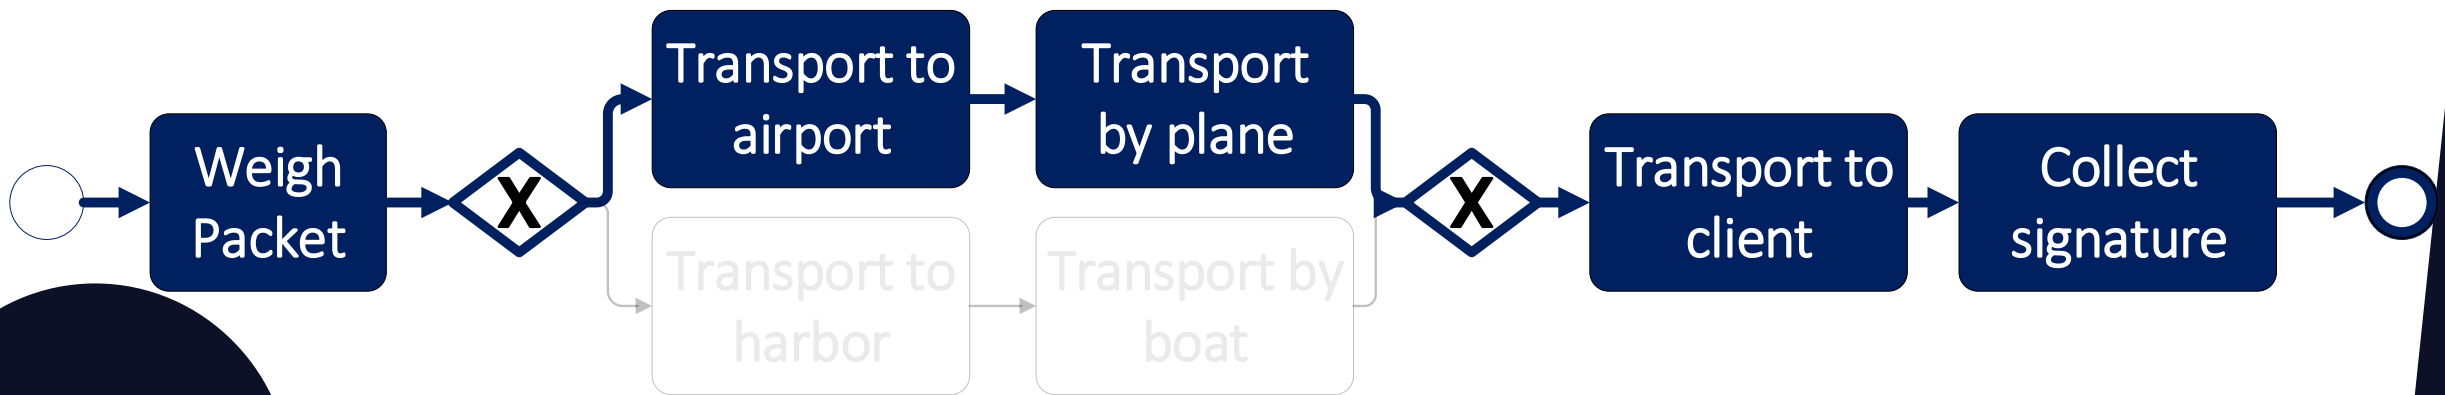 Weigh
Packet
X
Transport to
airport
Transport
by plane
Transport to
harbor
Transport by
boat
X
Transport to
client
Collect
signature